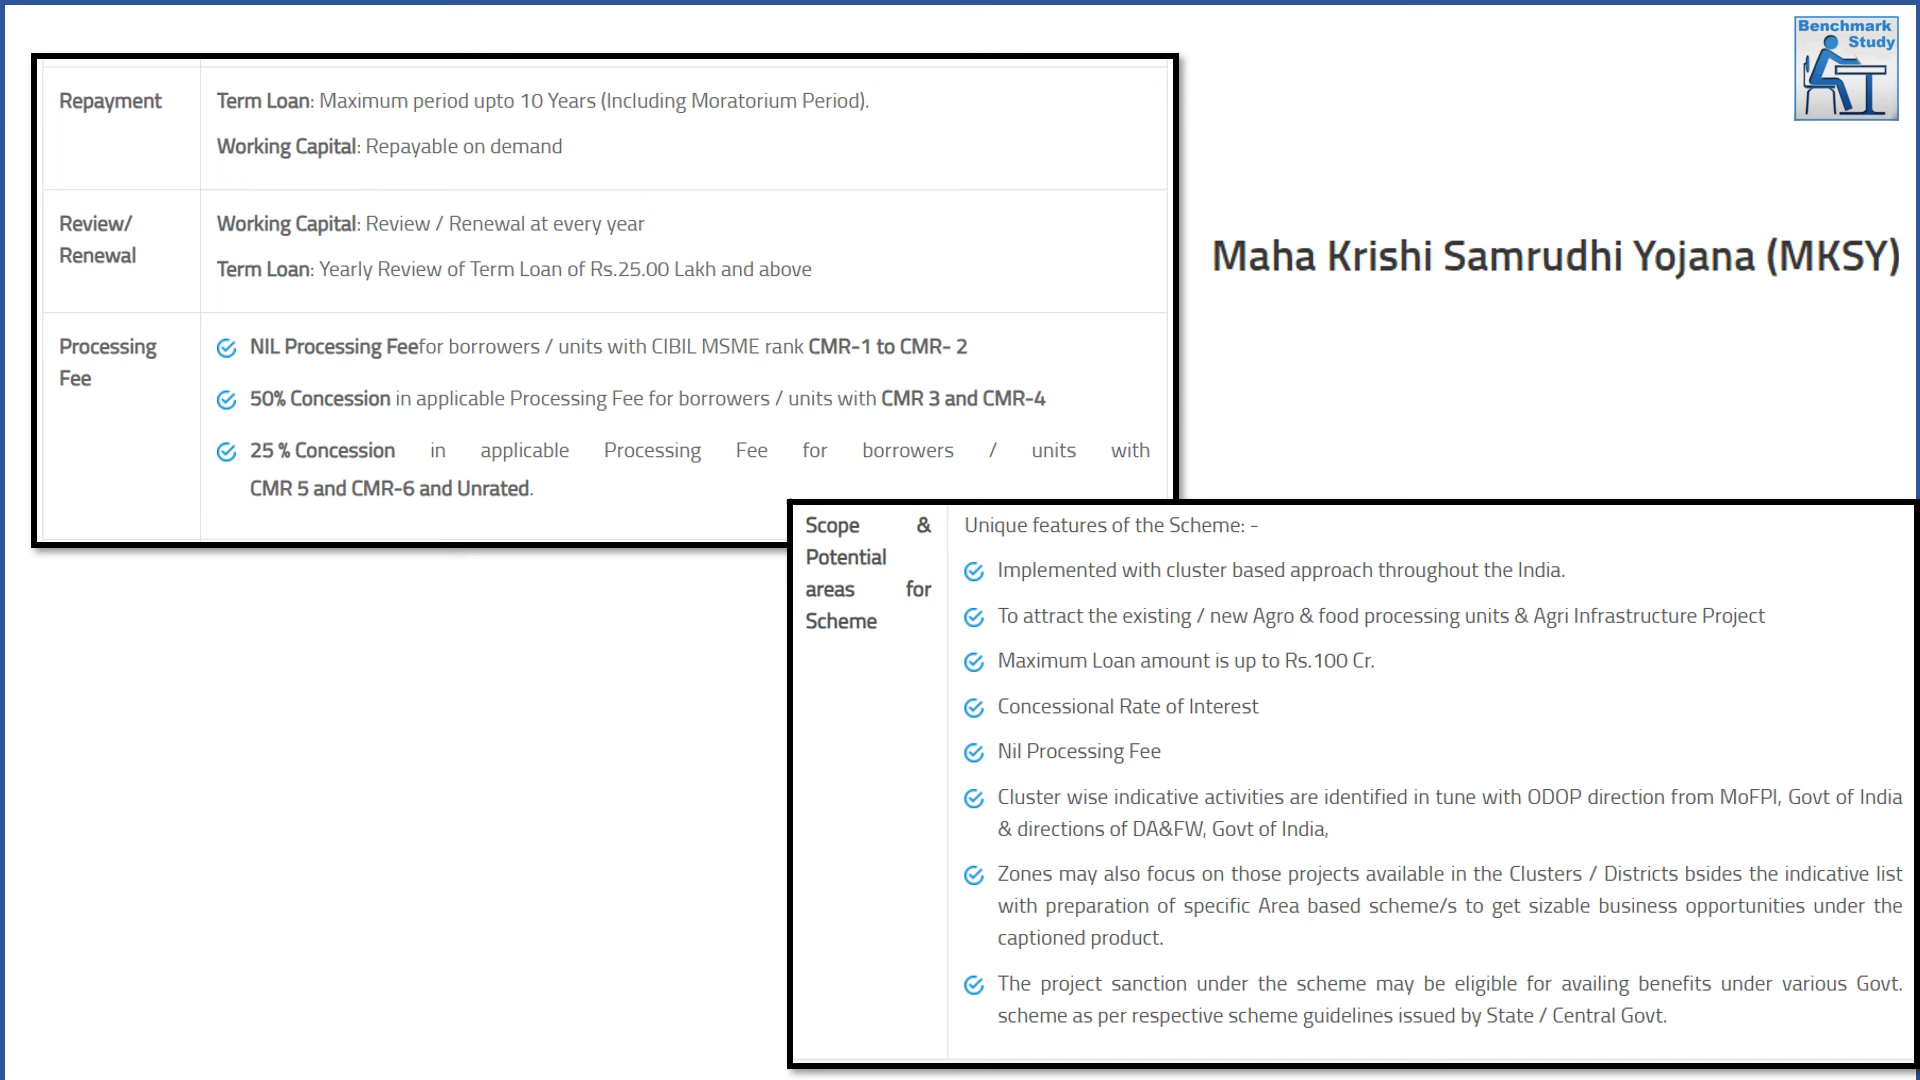 Benchmark
Study
Repayment
Term Loan: Maximum period upto 10 Years (Including Moratorium Period).
Working Capital: Repayable on demand
Review/
Renewal
Working Capital: Review / Renewal at every year
Term Loan: Yearly Review of Term Loan of Rs.25.00 Lakh and above
Maha Krishi Samrudhi Yojana (MKSY)
Processing
Fee
NIL Processing Feefor borrowers / units with CIBIL MSME rank CMR-1 to CMR- 2
50% Concession in applicable Processing Fee for borrowers / units with CMR 3 and CMR-4
25 % Concession in applicable Processing Fee for borrowers / units with
CMR 5 and CMR-6 and Unrated.
Scope &
Potential
areas for
Scheme
Unique features of the Scheme: -
Implemented with cluster based approach throughout the India.
To attract the existing / new Agro & food processing units & Agri Infrastructure Project
Maximum Loan amount is up to Rs.100 Cr.
Concessional Rate of Interest
Nil Processing Fee
Cluster wise indicative activities are identified in tune with ODOP direction from MoFPI, Govt of India
& directions of DA&FW, Govt of India,
Zones may also focus on those projects available in the Clusters / Districts bsides the indicative list
with preparation of specific Area based scheme/s to get sizable business opportunities under the
captioned product.
The project sanction under the scheme may be eligible for availing benefits under various Govt.
scheme as per respective scheme guidelines issued by State / Central Govt.